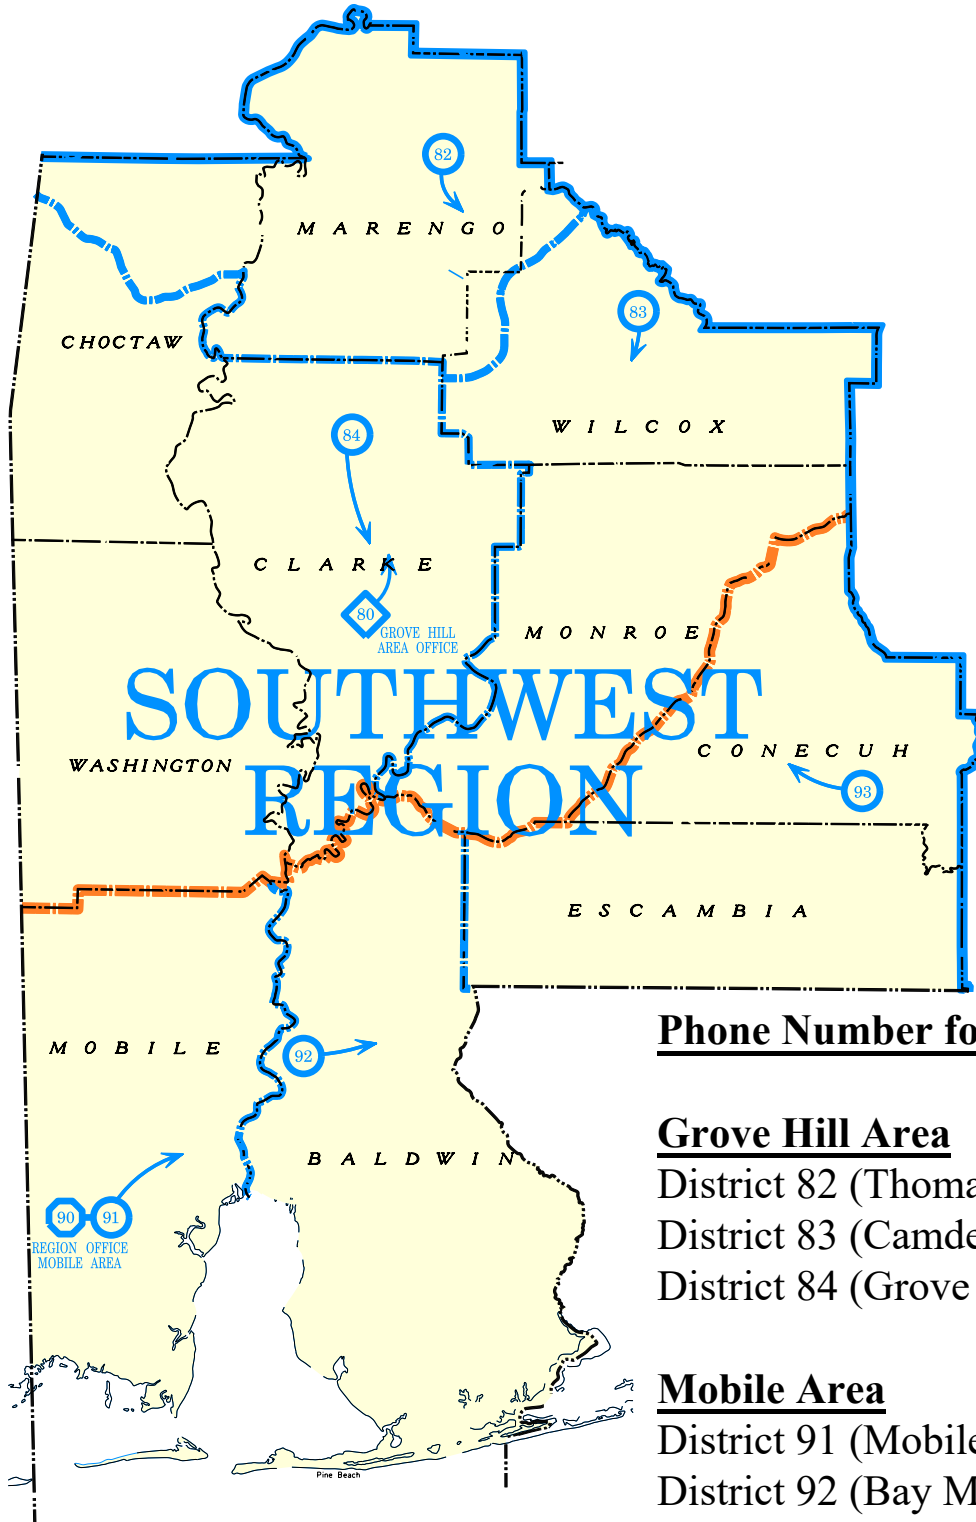 82
MARENGO
83
CHOCTAW
WILCOX
84
CLARKE
80
GROVE HILL
AREA OFFICE
MONROE
SOUTHWEST
REGION
WASHINGTON
CONECUH
93
ESCAMBIA
Phone Number fo
MOBILE
92
Grove Hill Area
BALDWIN
District 82 (Thoma
90
91
District 83 (Camde
REGION OFFICE
MOBILE AREA
District 84 (Grove
Mobile Area
District 91 (Mobile
Pine Beach
District 92 (Bay M